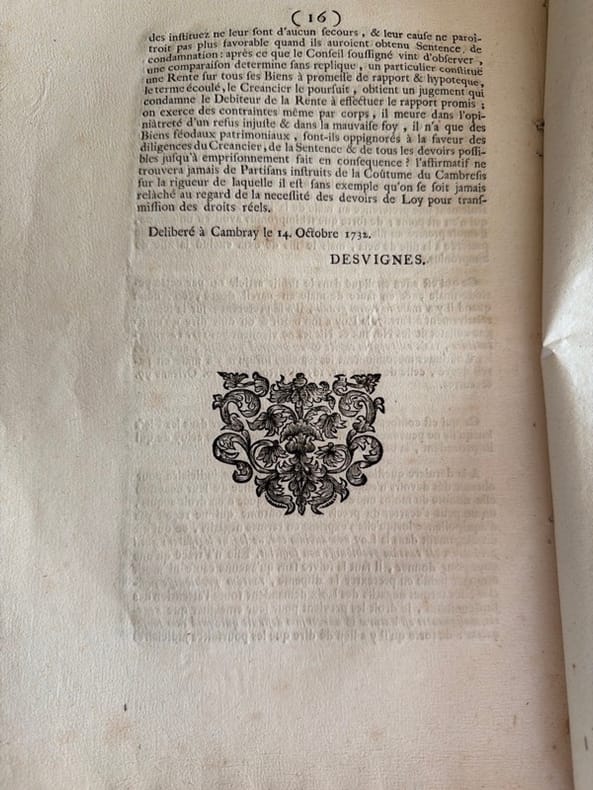 ( 16 )
des inſtituez ne leur ſont d'aucun ſecours, & leur cauſe ne paroî-
troit pas plus favorable quand ils auroient obtenu Sentence de
condamnation: après ce que le Conſeil ſouſſigné vint d'obſerver,
une comparaiſon determine ſans replique, un particulier conſtituë
une Rente ſur tous ſes Biens à promeſſe de rapport & hypoteque,
le terme écoulé, le Creancier le pourſuit, obtient un jugement qui
condamne le Debiteur de la Rente à effectuer le rapport promis;
on exerce des contraintes même par corps, il meure dans l'opi-
niâtreté d'un refus injuſte & dans la mauvaiſe foy, il n'a que des
Biens féodaux patrimoniaux, ſont-ils oppignorés à la faveur des
diligences du Creancier, de la Sentence & de tous les devoirs poſſi-
bles juſqu'à empriſonnement fait en conſequence? l'affirmatif ne
trouvera jamais de Partiſans inſtruits de la Coûtume du Cambreſis
ſur la rigueur de laquelle il eſt ſans exemple qu'on ſe ſoit jamais
relâché au regard de la neceſſité des devoirs de Loy pour tranſ-
miſſion des droits réels.
Deliberé à Cambray le 14. Octobre 1732.
DESVIGNES.